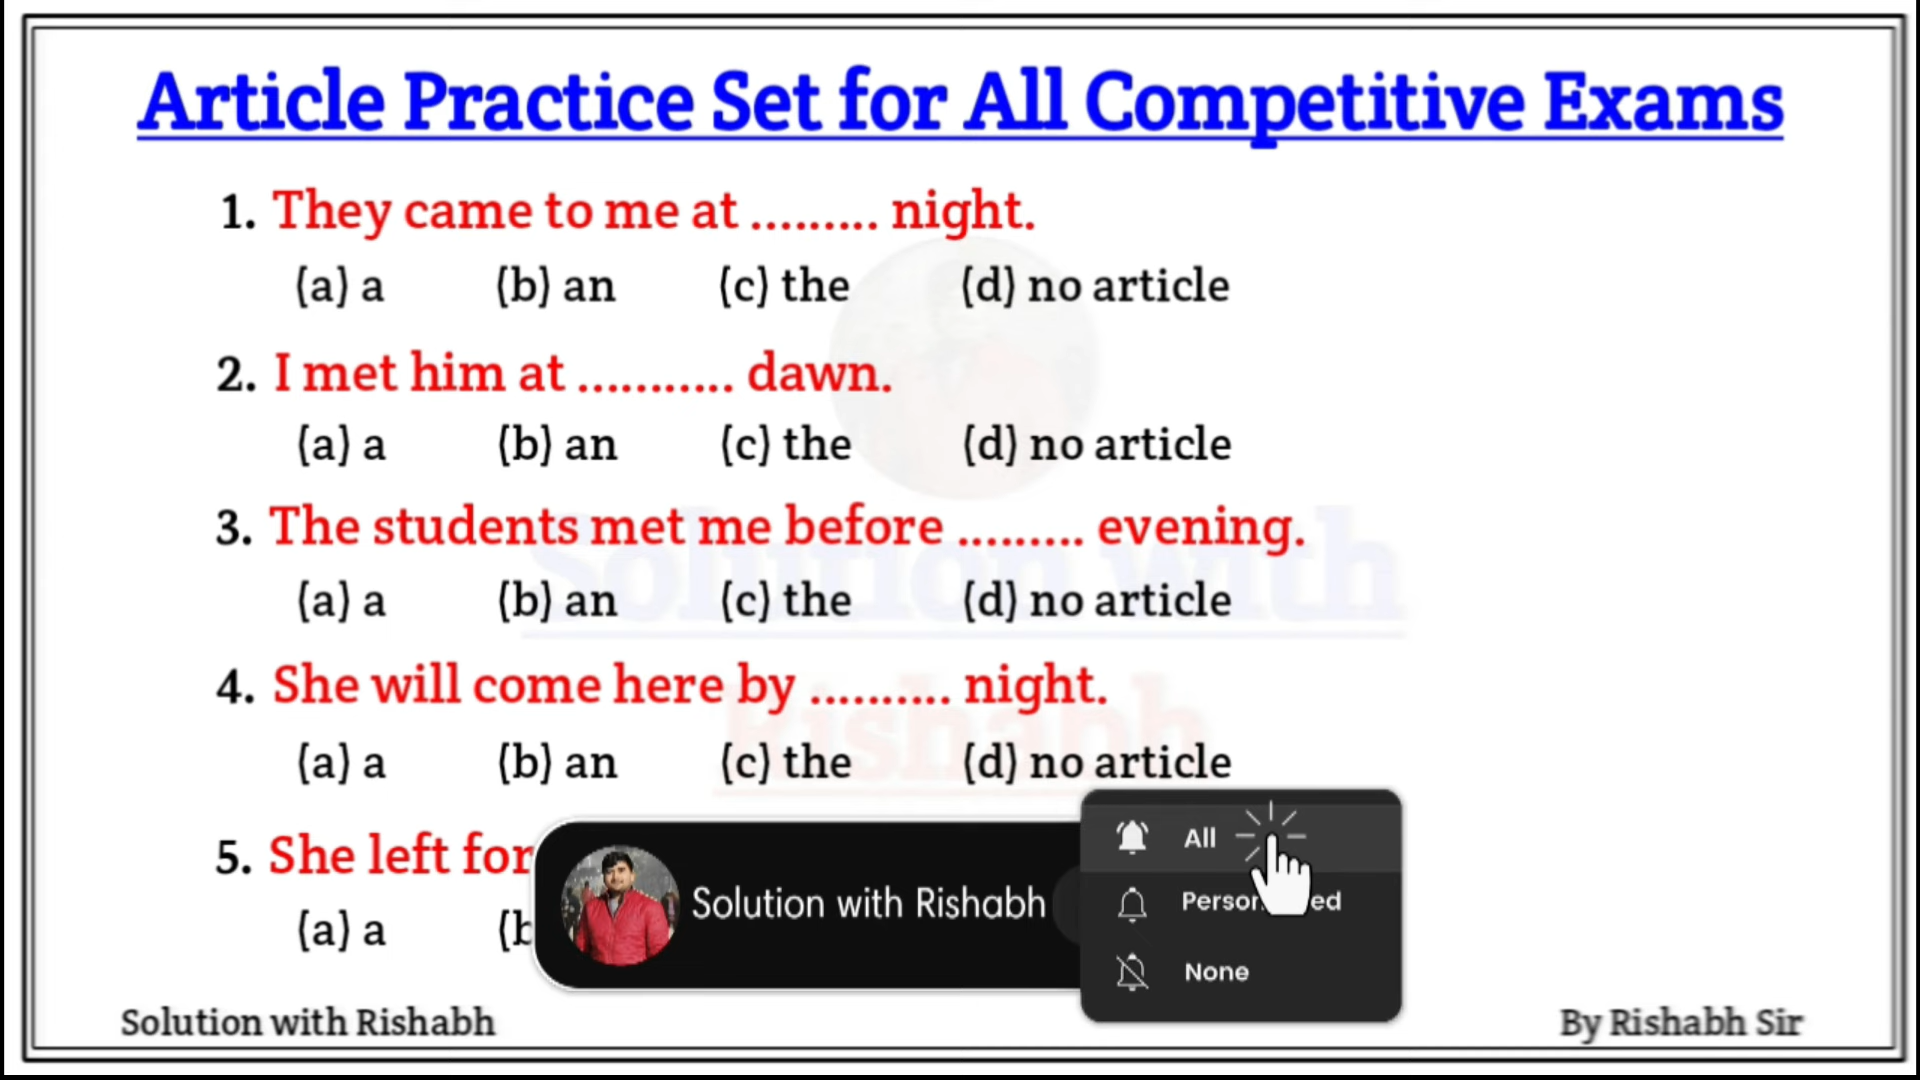 Article Practice Set for All Competitive Exams
1. They came to me at ......... night.
(a) a (b) an (c) the (d) no article
2. I met him at ........... dawn.
(a) a (b) an (c) the (d) no article
3. The students met me before ......... evening.
(a) a (b) an (c) the (d) no article
4. She will come here by .......... night.
(a) a (b) an (c) the (d) no article
5. She left for
(a) a (b
Solution with Rishabh
All
None
Solution with Rishabh
Solution with Rishabh By Rishabh Sir